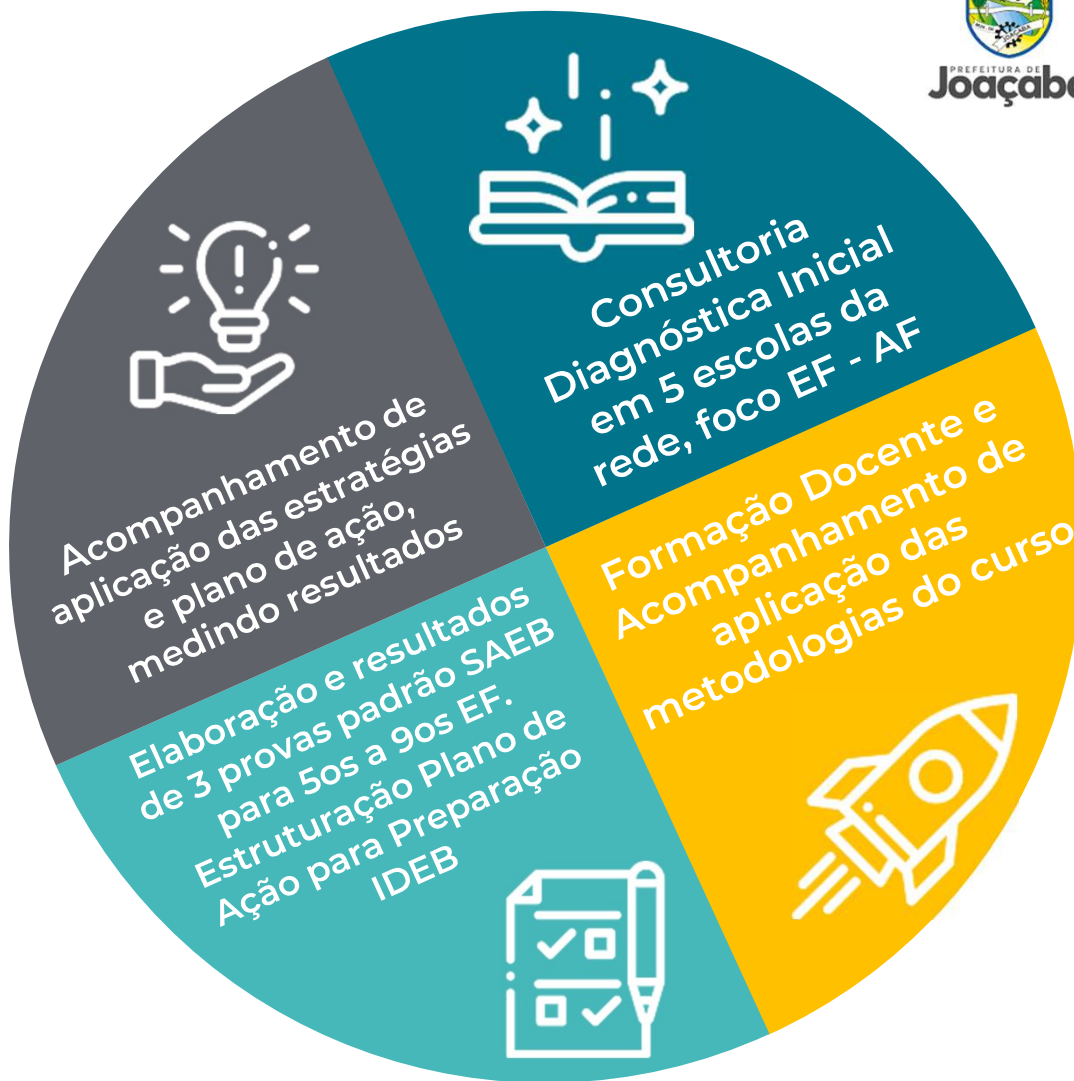 PREFEITURA DE
Joaçaba
Consultoria
Diagnóstica Inicial
em 5 escolas da
rede, foco EF - AF
Formação Docente e
Acompanhamento de
aplicação das
metodologias do curso
Elaboração e resultados
de 3 provas padrão SAEB
para 5os a 9os EF.
Estruturação Plano de
Ação para Preparação
IDEB
Acompanhamento de
aplicação das estratégias
e plano de ação,
medindo resultados